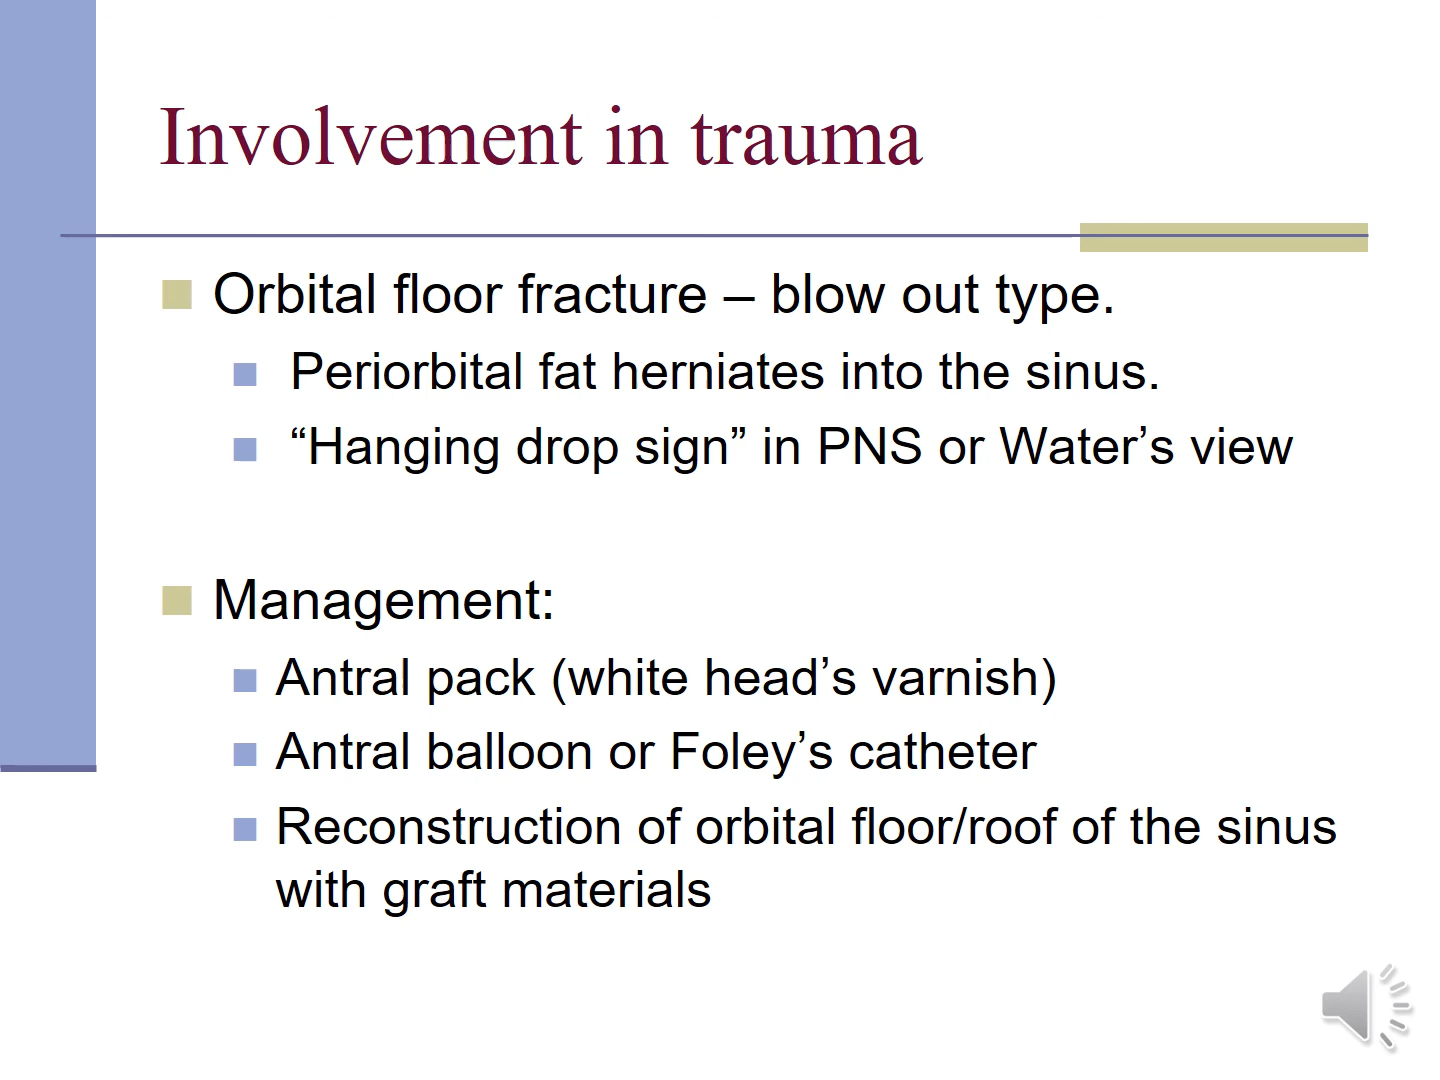 Involvement in trauma
Orbital floor fracture – blow out type.
Periorbital fat herniates into the sinus.
“Hanging drop sign” in PNS or Water’s view
Management:
Antral pack (white head’s varnish)
Antral balloon or Foley’s catheter
Reconstruction of orbital floor/roof of the sinus
with graft materials